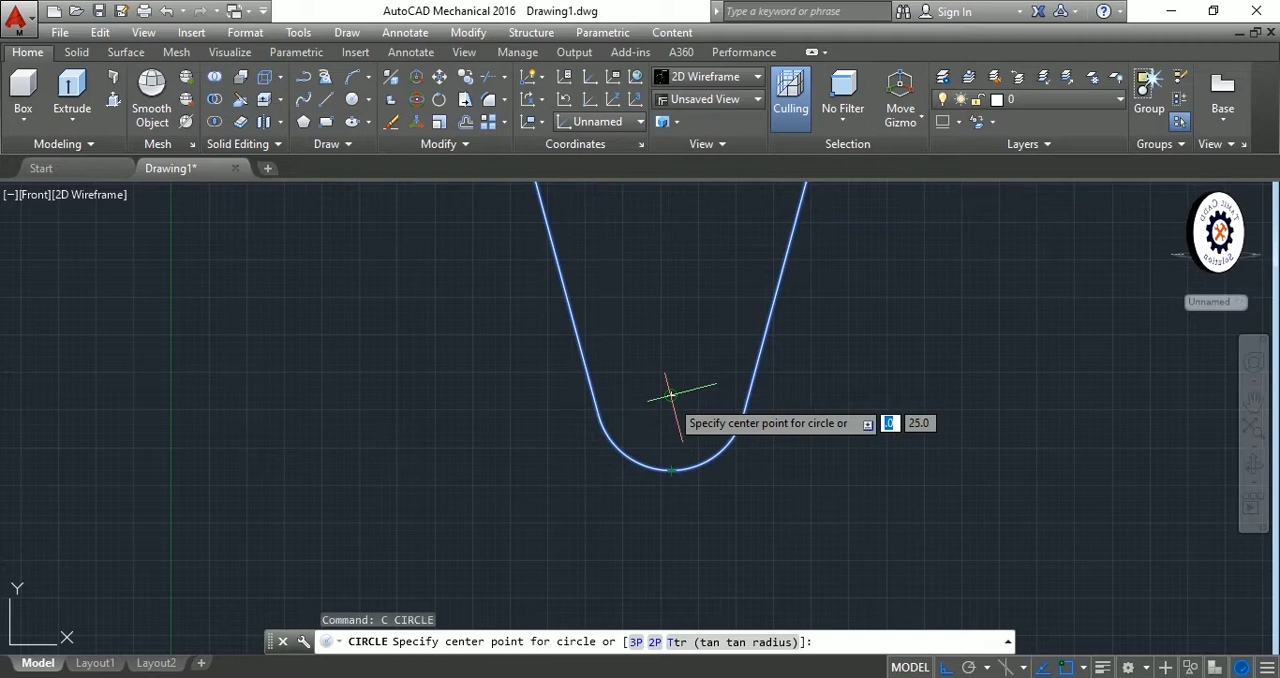 AutoCAD Mechanical 2016 Drawing1.dwg
Type a keyword or phrase
Sign In
File Edit View Insert Format Tools Draw Annotate Modify Structure Parametric Content
Home Solid Surface Mesh Visualize Parametric Insert Annotate View Manage Output Add-ins A360 Performance
M
Box
Extrude
Smooth Object
2D Wireframe
Unsaved View
Unnamed
Culling
No Filter
Move Gizmo
0
Group
Base
Modeling Mesh Solid Editing Draw Modify Coordinates View Selection Layers Groups View
Start
Drawing1*
[−][Front][2D Wireframe]
Unnamed
Specify center point for circle or
.0
25.0
Y
X
Command: C CIRCLE
CIRCLE Specify center point for circle or [3P 2P Ttr (tan tan radius)]:
Model Layout1 Layout2
MODEL